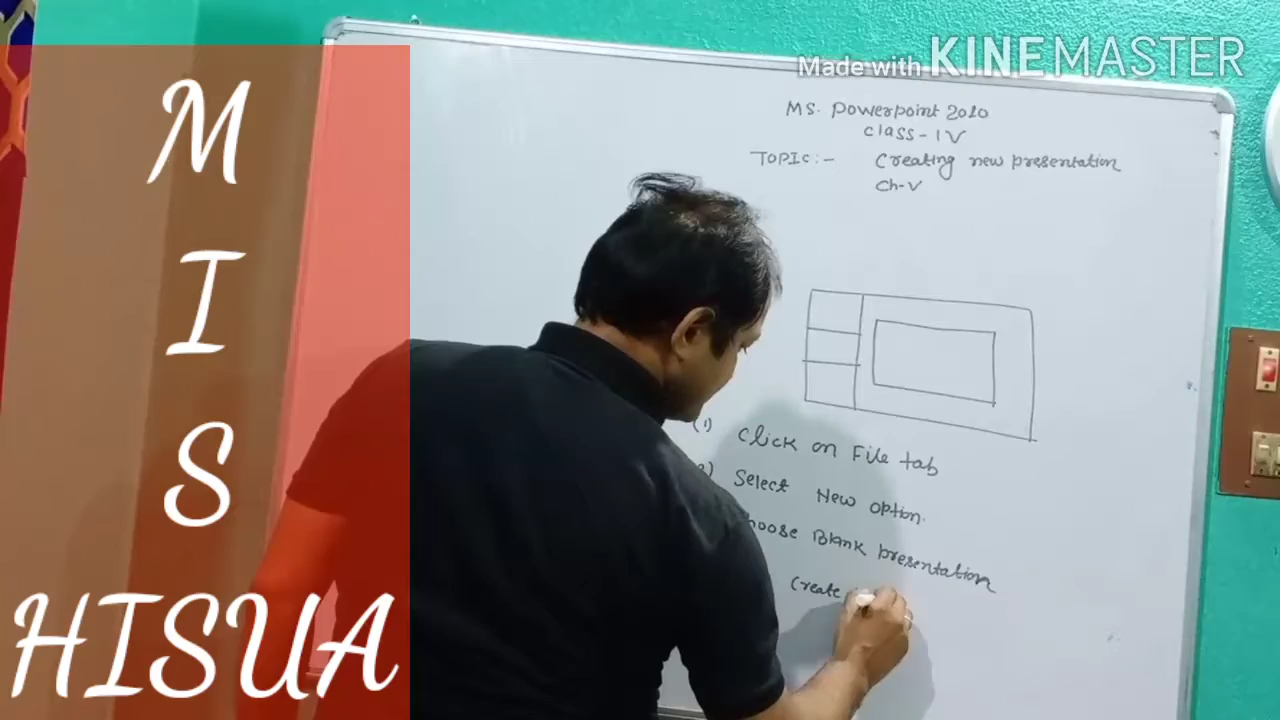 M
I
S
HISUA
Made with KINEMASTER
MS. Powerpoint 2010
Class - IV
TOPIC :- Creating new presentation
Ch-V
(1) Click on File tab
Select New option.
hoose Blank presentation
Create